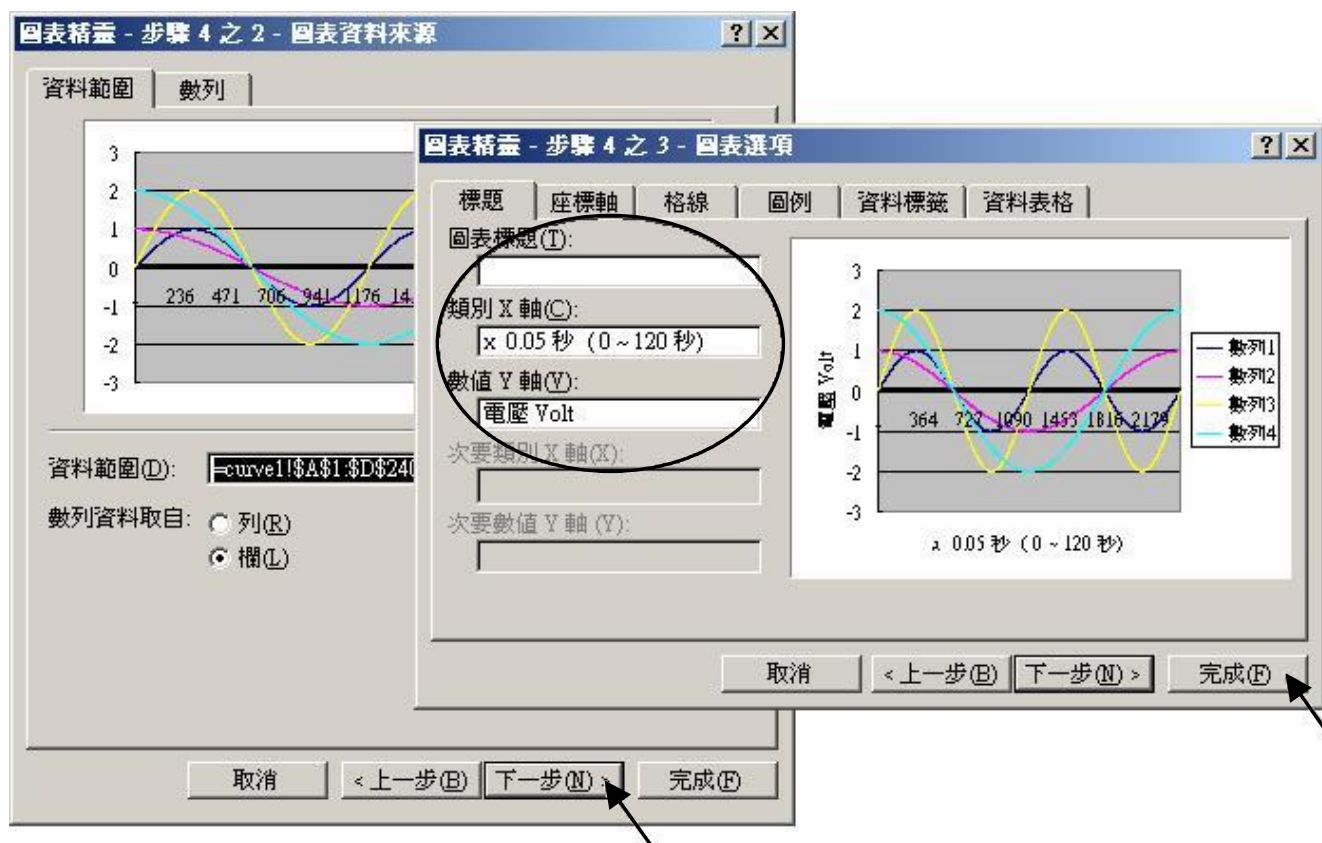 圖表精靈 - 步驟 4 之 2 - 圖表資料來源
資料範圍 數列
3
2
1
0
-1
-2
-3
236 471 706 941 1176 14
資料範圍(D): =curve1!$A$1:$D$240
數列資料取自: 列(R)
欄(L)
取消 <上一步(B) 下一步(N)> 完成(F)
圖表精靈 - 步驟 4 之 3 - 圖表選項
標題 座標軸 格線 圖例 資料標籤 資料表格
圖表標題(T):
類別 X 軸(C):
x 0.05 秒 (0 ~ 120 秒)
數值 Y 軸(V):
電壓 Volt
次要類別 X 軸(X):
次要數值 Y 軸 (Y):
電壓 Volt
3
2
1
0
-1
-2
-3
364 727 1090 1453 1816 2179
x 0.05 秒 (0 ~ 120 秒)
數列1
數列2
數列3
數列4
取消 <上一步(B) 下一步(N)> 完成(F)